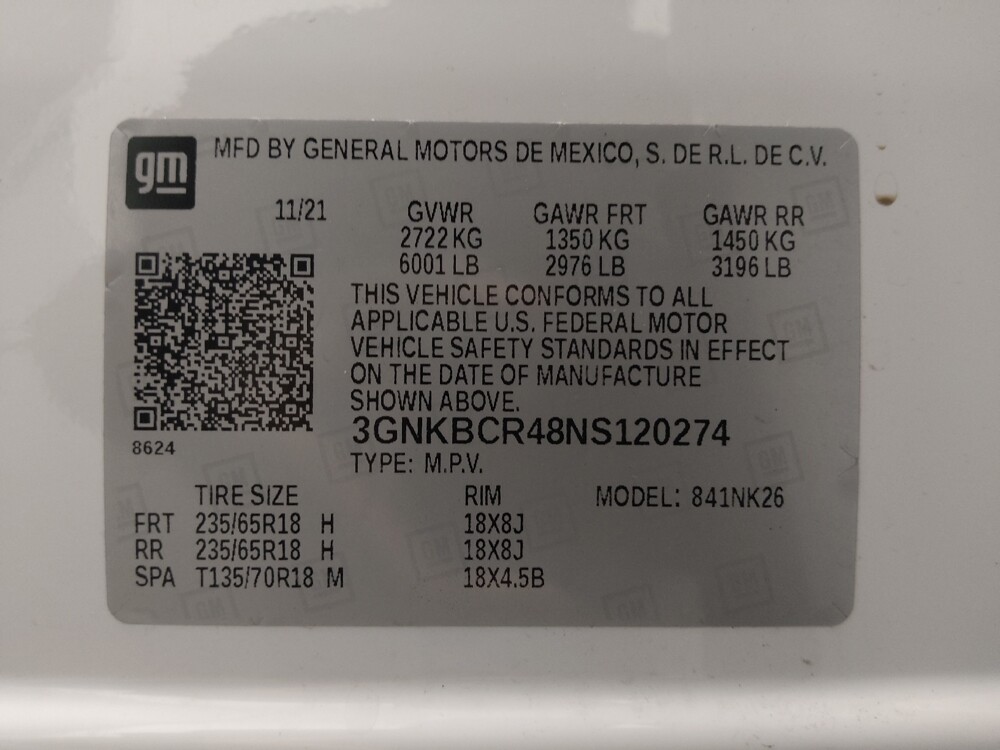 gm
MFD BY GENERAL MOTORS DE MEXICO, S. DE R.L. DE C.V.
11/21 GVWR GAWR FRT GAWR RR
2722 KG 1350 KG 1450 KG
6001 LB 2976 LB 3196 LB
THIS VEHICLE CONFORMS TO ALL
APPLICABLE U.S. FEDERAL MOTOR
VEHICLE SAFETY STANDARDS IN EFFECT
ON THE DATE OF MANUFACTURE
SHOWN ABOVE.
3GNKBCR48NS120274
8624
TYPE: M.P.V.
TIRE SIZE RIM MODEL: 841NK26
FRT 235/65R18 H 18X8J
RR 235/65R18 H 18X8J
SPA T135/70R18 M 18X4.5B